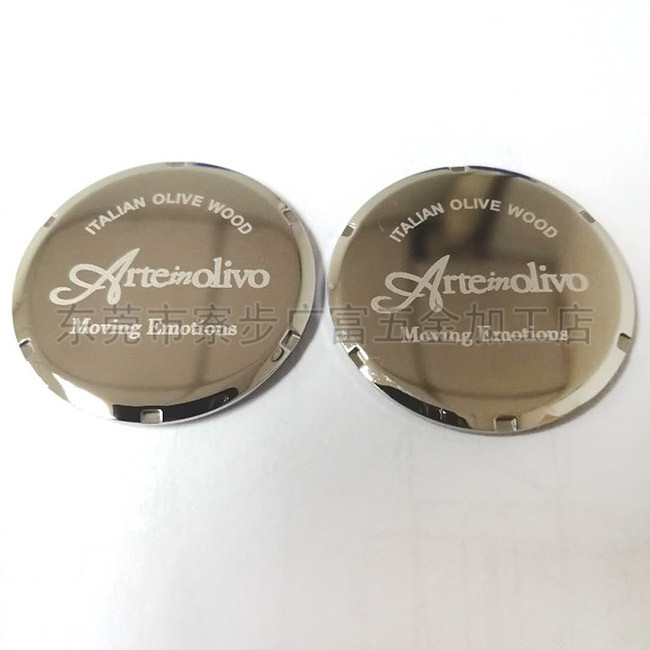 ITALIAN OLIVE WOOD
Arteinolivo
Moving Emotions
ITALIAN OLIVE WOOD
Arteinolivo
Moving Emotions
东莞市寮步广富五金加工店